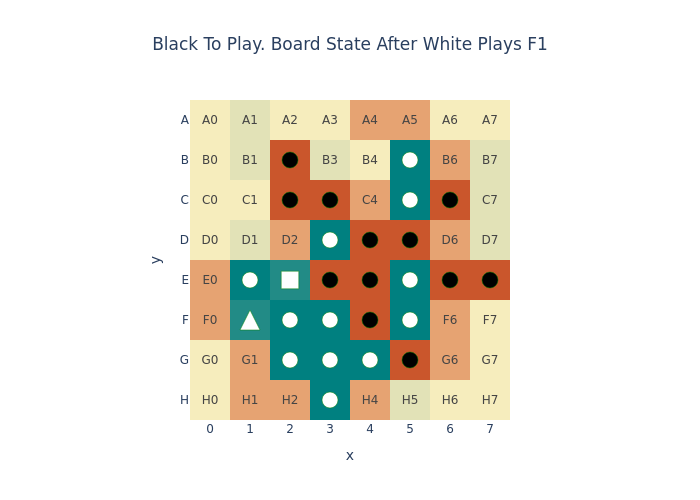 Black To Play. Board State After White Plays F1
A A0 A1 A2 A3 A4 A5 A6 A7
B B0 B1 B3 B4 B6 B7
C C0 C1 C4 C7
D D0 D1 D2 D6 D7
E E0
F F0 F6 F7
G G0 G1 G6 G7
H H0 H1 H2 H4 H5 H6 H7
0 1 2 3 4 5 6 7
x
y